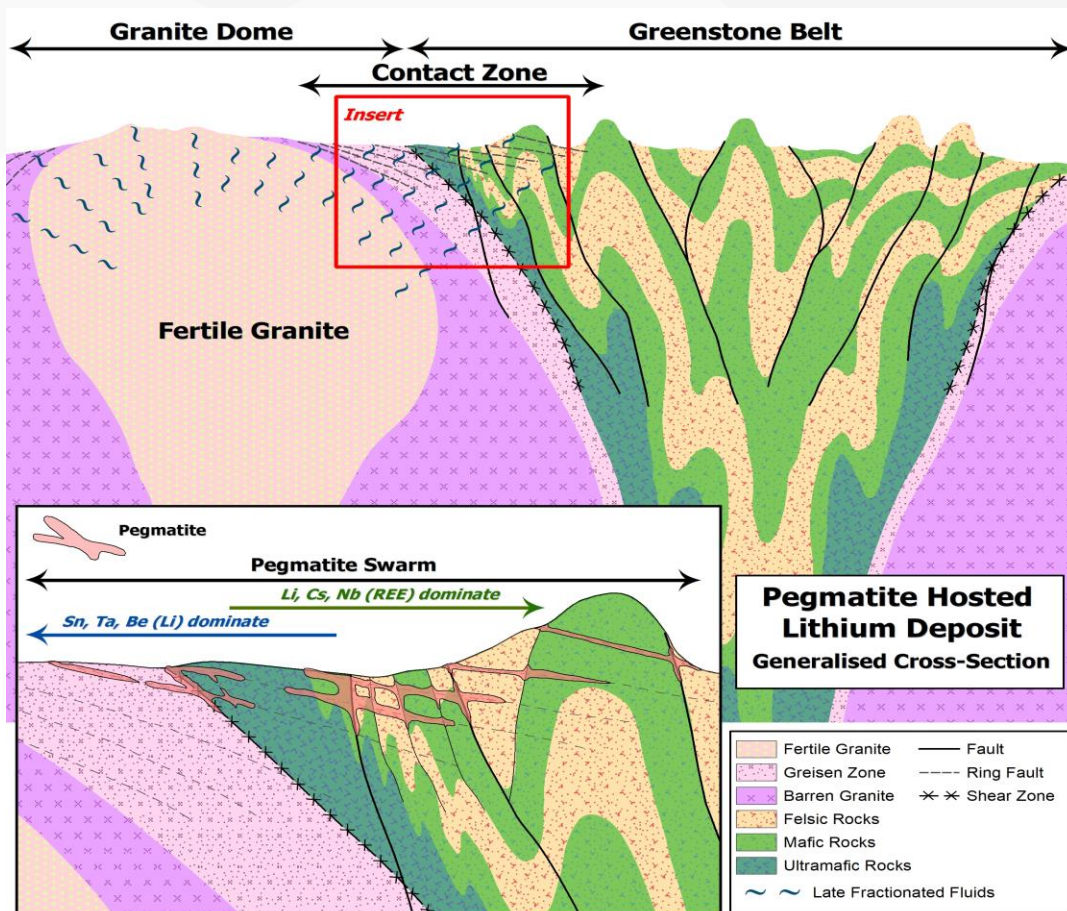 Granite Dome
Greenstone Belt
Contact Zone
Insert
Fertile Granite
Pegmatite
Pegmatite Swarm
Li, Cs, Nb (REE) dominate
Sn, Ta, Be (Li) dominate
Pegmatite Hosted
Lithium Deposit
Generalised Cross-Section
Fertile Granite
Greisen Zone
Barren Granite
Felsic Rocks
Mafic Rocks
Ultramafic Rocks
Late Fractionated Fluids
Fault
Ring Fault
Shear Zone